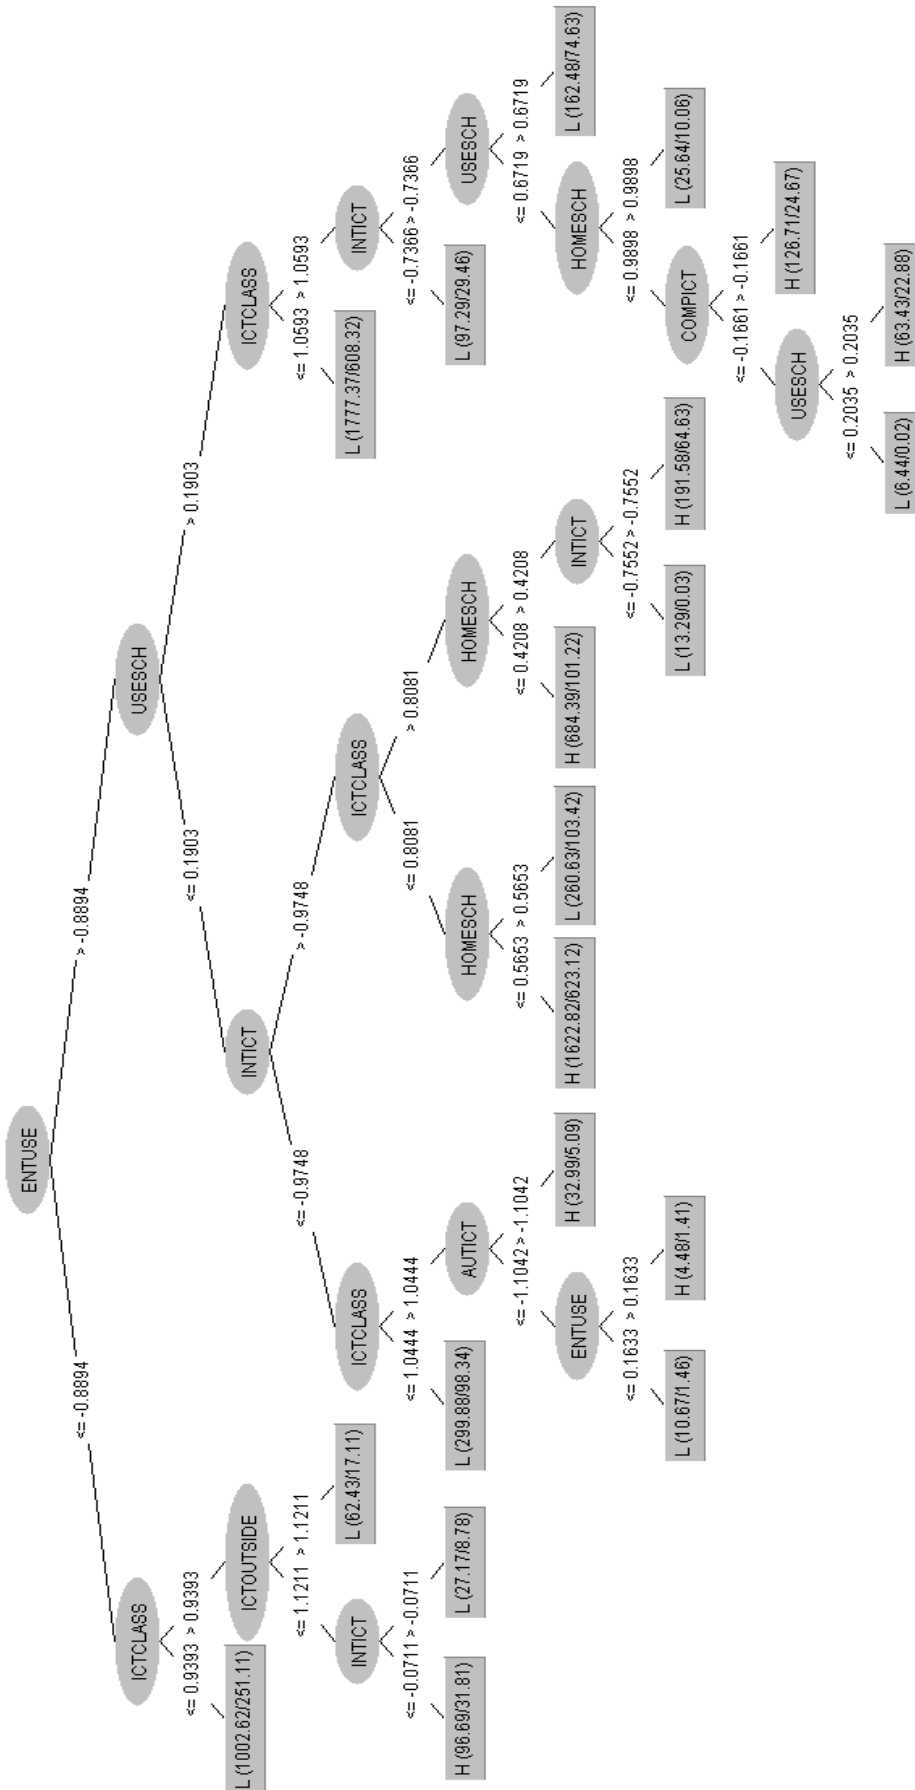 ENTUSE
<= -0.8894
> -0.8894
ICTCLASS
USESCH
<= 0.9393
> 0.9393
<= 0.1903
> 0.1903
L (1002.62/251.11)
ICTOUTSIDE
INTICT
ICTCLASS
<= 1.1211
> 1.1211
<= -0.9748
> -0.9748
<= 1.0593
> 1.0593
INTICT
L (62.43/17.11)
ICTCLASS
ICTCLASS
L (1777.37/608.32)
INTICT
<= -0.0711
> -0.0711
<= 1.0444
> 1.0444
<= 0.8081
> 0.8081
<= -0.7366
> -0.7366
H (96.69/31.81)
L (27.17/8.78)
L (299.88/98.34)
AUTICT
HOMESCH
HOMESCH
L (97.29/29.46)
USESCH
<= -1.1042
> -1.1042
<= 0.5653
> 0.5653
<= 0.4208
> 0.4208
<= 0.6719
> 0.6719
ENTUSE
H (32.99/5.09)
H (1622.82/623.12)
L (260.63/103.42)
H (684.39/101.22)
INTICT
HOMESCH
L (162.48/74.63)
<= 0.1633
> 0.1633
<= -0.7552
> -0.7552
<= 0.9898
> 0.9898
L (10.67/1.46)
H (4.48/1.41)
L (13.29/0.03)
H (191.58/64.63)
COMPICT
L (25.64/10.06)
<= -0.1661
> -0.1661
USESCH
H (126.71/24.67)
<= 0.2035
> 0.2035
L (6.44/0.02)
H (63.43/22.88)